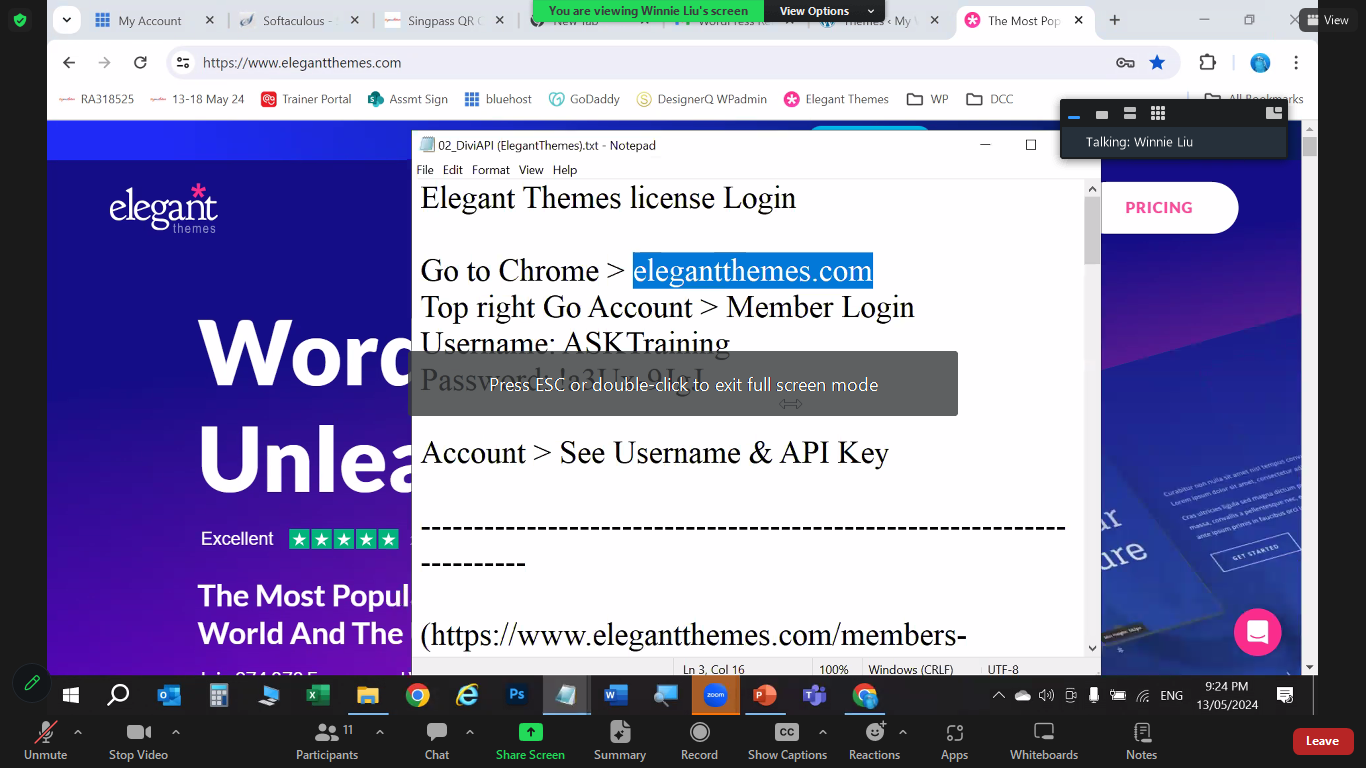 You are viewing Winnie Liu's screen
View Options
View
My Account
Softaculous -
Singpass QR C
New Tab
WordPress Re
Themes ‹ My V
The Most Pop
https://www.elegantthemes.com
RA318525
13-18 May 24
Trainer Portal
Assmt Sign
bluehost
GoDaddy
DesignerQ WPadmin
Elegant Themes
WP
DCC
All Bookmarks
Talking: Winnie Liu
elegant
themes
PRICING
02_DiviAPI (ElegantThemes).txt - Notepad
File Edit Format View Help
Elegant Themes license Login
Go to Chrome > elegantthemes.com
Top right Go Account > Member Login
Username: ASKTraining
Password:
Press ESC or double-click to exit full screen mode
Account > See Username & API Key
----------------------------------------------------------------------
(https://www.elegantthemes.com/members-
Ln 3, Col 16
100%
Windows (CRLF)
UTF-8
Word
Unlea
Excellent
The Most Popul
World And The
GET STARTED
ENG
9:24 PM
13/05/2024
Unmute
Stop Video
Participants
11
Chat
Share Screen
Summary
Record
CC
Show Captions
Reactions
Apps
Whiteboards
Notes
Leave